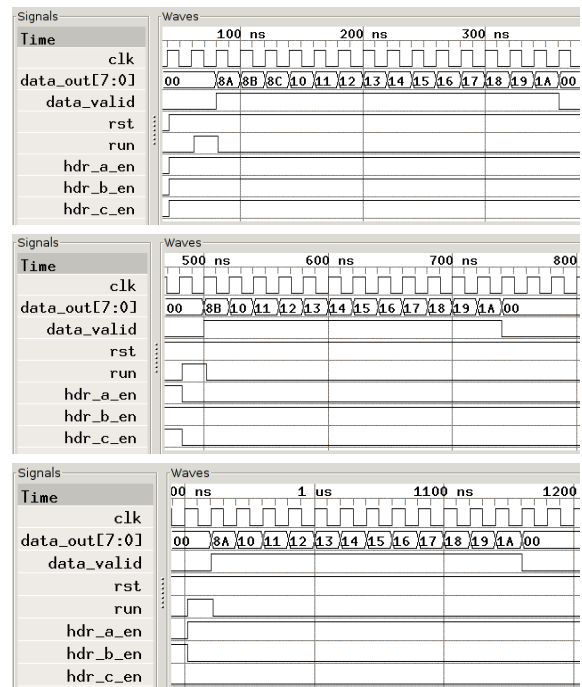 Signals Waves
Time 100 ns 200 ns 300 ns
clk
data_out[7:0] 00 8A 8B 8C 10 11 12 13 14 15 16 17 18 19 1A 00
data_valid
rst
run
hdr_a_en
hdr_b_en
hdr_c_en
Signals Waves
Time 500 ns 600 ns 700 ns 800
clk
data_out[7:0] 00 8B 10 11 12 13 14 15 16 17 18 19 1A 00
data_valid
rst
run
hdr_a_en
hdr_b_en
hdr_c_en
Signals Waves
Time 00 ns 1 us 1100 ns 1200
clk
data_out[7:0] 00 8A 10 11 12 13 14 15 16 17 18 19 1A 00
data_valid
rst
run
hdr_a_en
hdr_b_en
hdr_c_en